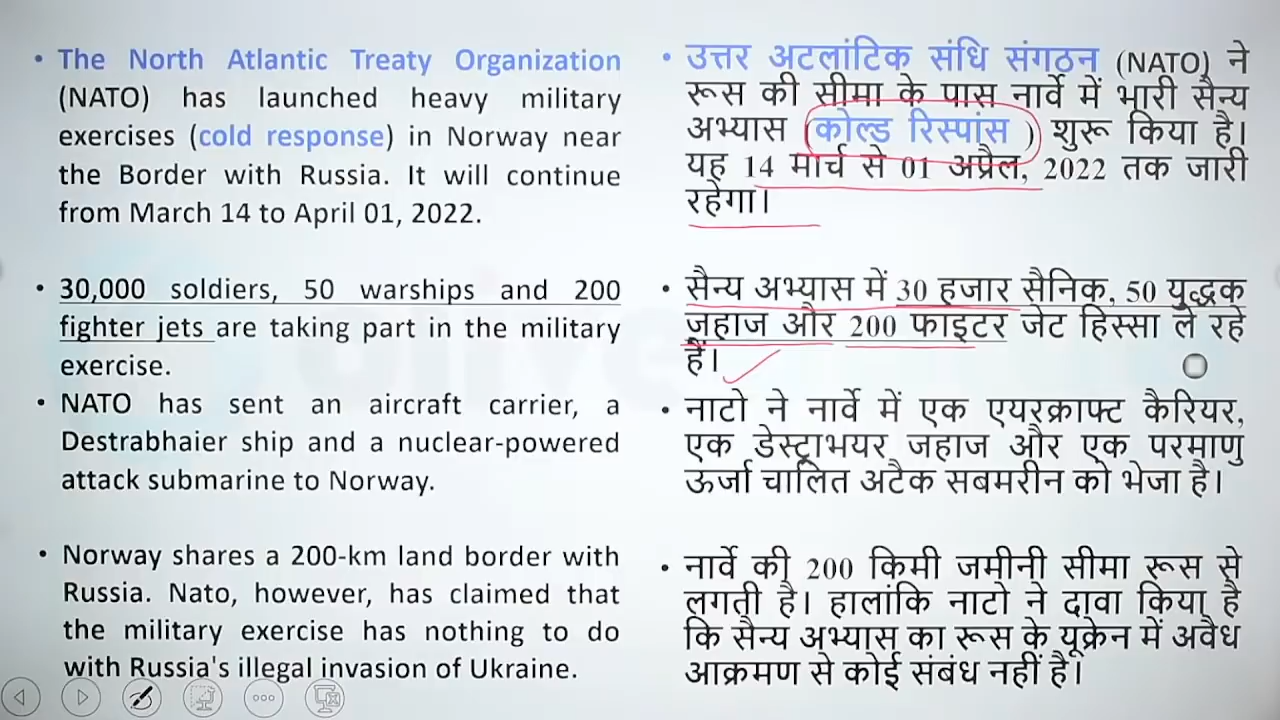 • The North Atlantic Treaty Organization
(NATO) has launched heavy military
exercises (cold response) in Norway near
the Border with Russia. It will continue
from March 14 to April 01, 2022.
• 30,000 soldiers, 50 warships and 200
fighter jets are taking part in the military
exercise.
• NATO has sent an aircraft carrier, a
Destrabhaier ship and a nuclear-powered
attack submarine to Norway.
• Norway shares a 200-km land border with
Russia. Nato, however, has claimed that
the military exercise has nothing to do
with Russia's illegal invasion of Ukraine.
• उत्तर अटलांटिक संधि संगठन (NATO) ने
रूस की सीमा के पास नार्वे में भारी सैन्य
अभ्यास (कोल्ड रिस्पांस ) शुरू किया है।
यह 14 मार्च से 01 अप्रैल, 2022 तक जारी
रहेगा।
• सैन्य अभ्यास में 30 हजार सैनिक, 50 युद्धक
जहाज और 200 फाइटर जेट हिस्सा ले रहे
हैं।
• नाटो ने नार्वे में एक एयरक्राफ्ट कैरियर,
एक डेस्ट्राभयर जहाज और एक परमाणु
ऊर्जा चालित अटैक सबमरीन को भेजा है।
• नार्वे की 200 किमी जमीनी सीमा रूस से
लगती है। हालांकि नाटो ने दावा किया है
कि सैन्य अभ्यास का रूस के यूक्रेन में अवैध
आक्रमण से कोई संबंध नहीं है।